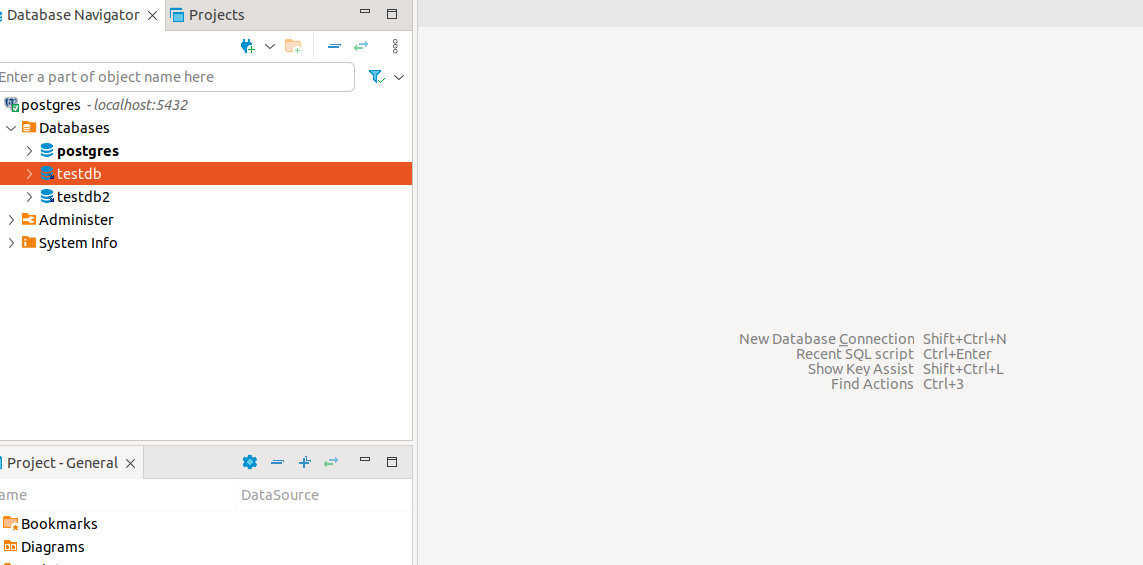 Database Navigator
Projects
Enter a part of object name here
postgres - localhost:5432
Databases
postgres
testdb
testdb2
Administer
System Info
New Database Connection Shift+Ctrl+N
Recent SQL script Ctrl+Enter
Show Key Assist Shift+Ctrl+L
Find Actions Ctrl+3
Project - General
ame DataSource
Bookmarks
Diagrams